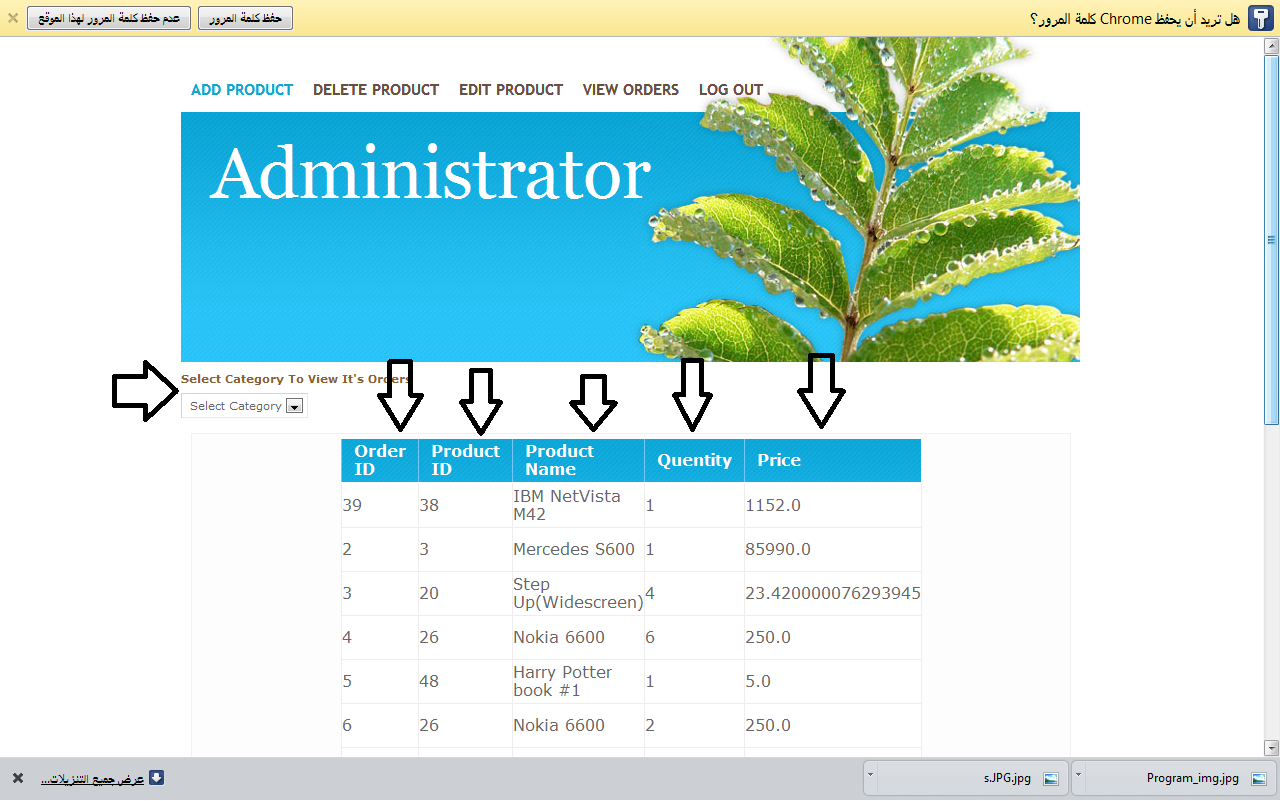 هل تريد أن يحفظ Chrome كلمة المرور؟
حفظ كلمة المرور
عدم حفظ كلمة المرور لهذا الموقع
ADD PRODUCT DELETE PRODUCT EDIT PRODUCT VIEW ORDERS LOG OUT
Administrator
Select Category To View It's Orders
Select Category
Order ID Product ID Product Name Quentity Price
39 38 IBM NetVista M42 1 1152.0
2 3 Mercedes S600 1 85990.0
3 20 Step Up(Widescreen) 4 23.420000076293945
4 26 Nokia 6600 6 250.0
5 48 Harry Potter book #1 1 5.0
6 26 Nokia 6600 2 250.0
Program_img.jpg
s.JPG.jpg
عرض جميع التنزيلات...